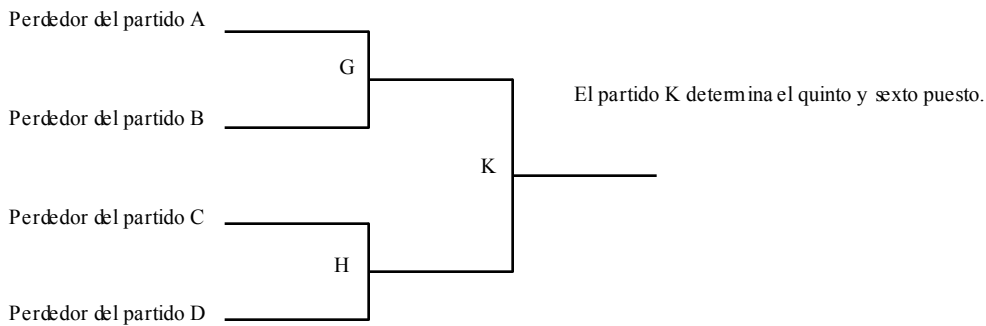 Perdedor del partido A
G
El partido K determina el quinto y sexto puesto.
Perdedor del partido B
K
Perdedor del partido C
H
Perdedor del partido D